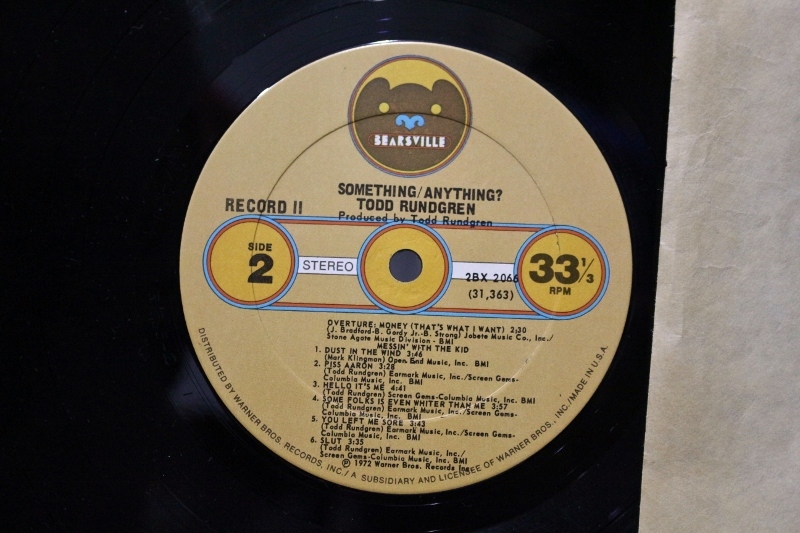 BEARSVILLE
SOMETHING/ANYTHING?
RECORD II
TODD RUNDGREN
Produced by Todd Rundgren
SIDE
2
STEREO
2BX 2066
(31,363)
33 1/3
RPM
OVERTURE: MONEY (THAT'S WHAT I WANT) 2:30
(J. Bradford-B. Gordy Jr.-B. Strong) Jobete Music Co., Inc./
Stone Agate Music Division - BMI
MESSIN' WITH THE KID
1. DUST IN THE WIND 3:46
(Mark Klingman) Open End Music, Inc. BMI
2. PISS AARON 3:28
(Todd Rundgren) Earmark Music, Inc./Screen Gems-
Columbia Music, Inc. BMI
3. HELLO IT'S ME 4:41
(Todd Rundgren) Screen Gems-Columbia Music, Inc. BMI
4. SOME FOLKS IS EVEN WHITER THAN ME 3:57
(Todd Rundgren) Earmark Music, Inc./Screen Gems-
Columbia Music, Inc. BMI
5. YOU LEFT ME SORE 3:43
(Todd Rundgren) Earmark Music, Inc./Screen Gems-
Columbia Music, Inc. BMI
6. SLUT 3:35
(Todd Rundgren) Earmark Music, Inc./
Screen Gems-Columbia Music, Inc. BMI
℗ 1972 Warner Bros. Records Inc.
DISTRIBUTED BY WARNER BROS. RECORDS, INC./A SUBSIDIARY AND LICENSEE OF WARNER BROS., INC./MADE IN U.S.A.